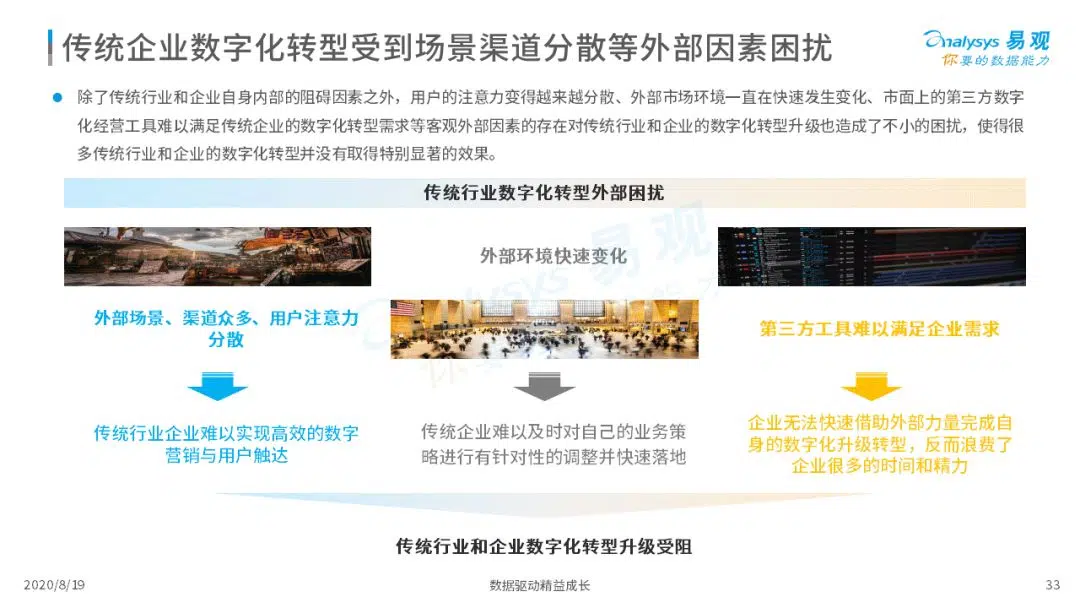 传统企业数字化转型受到场景渠道分散等外部因素困扰
analysys 易观
你要的数据能力
除了传统行业和企业自身内部的阻碍因素之外，用户的注意力变得越来越分散、外部市场环境一直在快速发生变化、市面上的第三方数字
化经营工具难以满足传统企业的数字化转型需求等客观外部因素的存在对传统行业和企业的数字化转型升级也造成了不小的困扰，使得很
多传统行业和企业的数字化转型并没有取得特别显著的效果。
传统行业数字化转型外部困扰
外部场景、渠道众多、用户注意力
分散
外部环境快速变化
第三方工具难以满足企业需求
传统行业企业难以实现高效的数字
营销与用户触达
传统企业难以及时对自己的业务策
略进行有针对性的调整并快速落地
企业无法快速借助外部力量完成自
身的数字化升级转型，反而浪费了
企业很多的时间和精力
传统行业和企业数字化转型升级受阻
2020/8/19
数据驱动精益成长
33